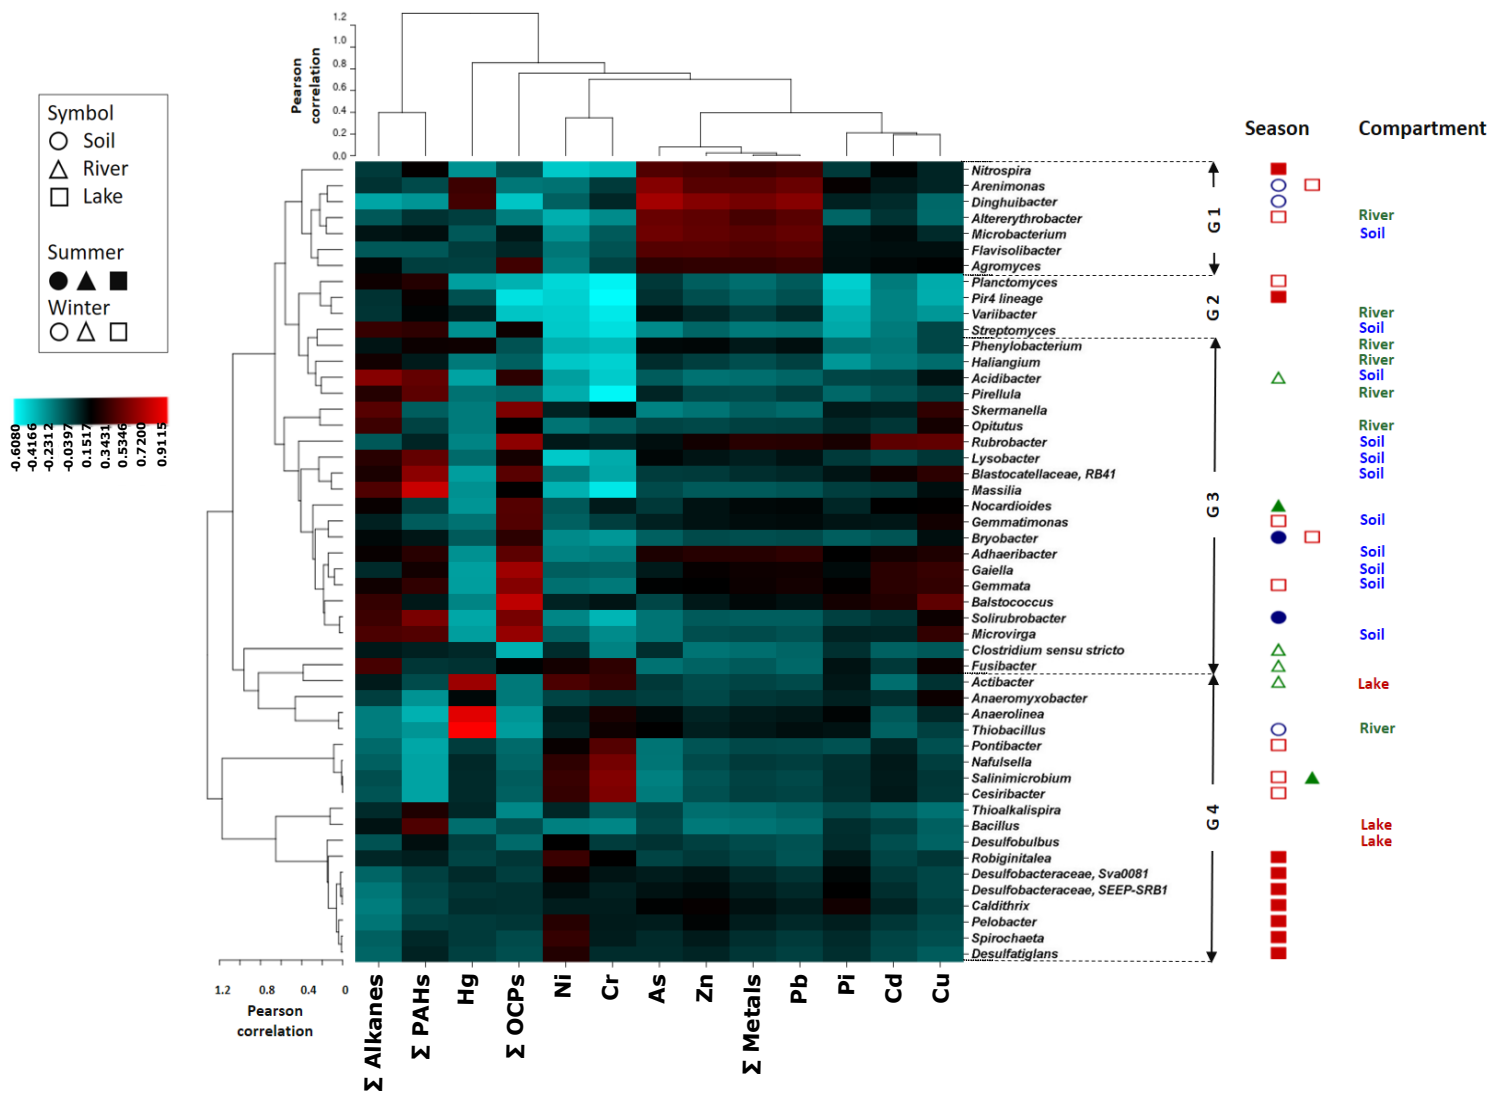 1.2
1.0
0.8
0.6
0.4
0.2
0.0
Pearson
correlation
Symbol
Soil
River
Lake
Summer
Winter
-0.6080
-0.4166
-0.2312
-0.0397
0.1517
0.3431
0.5346
0.7200
0.9115
Season
Compartment
Nitrospira
Arenimonas
Dinghuibacter
Altererythrobacter River
Microbacterium Soil
Flavisolibacter
Agromyces
G 1
Planctomyces
Pir4 lineage
Variibacter River
Streptomyces Soil
G 2
Phenylobacterium River
Haliangium River
Acidibacter Soil
Pirellula River
Skermanella
Opitutus River
Rubrobacter Soil
Lysobacter Soil
Blastocatellaceae, RB41 Soil
Massilia
Nocardioides
Gemmatimonas Soil
Bryobacter
Adhaeribacter Soil
Gaiella Soil
Gemmata Soil
Balstococcus
Solirubrobacter
Microvirga Soil
Clostridium sensu stricto
Fusibacter
G 3
Actibacter Lake
Anaeromyxobacter
Anaerolinea
Thiobacillus River
Pontibacter
Nafulsella
Salinimicrobium
Cesiribacter
Thioalkalispira
Bacillus Lake
Desulfobulbus Lake
Robiginitalea
Desulfobacteraceae, Sva0081
Desulfobacteraceae, SEEP-SRB1
Caldithrix
Pelobacter
Spirochaeta
Desulfatiglans
G 4
1.2 0.8 0.4 0
Pearson
correlation
Σ Alkanes
Σ PAHs
Hg
Σ OCPs
Ni
Cr
As
Zn
Σ Metals
Pb
Pi
Cd
Cu